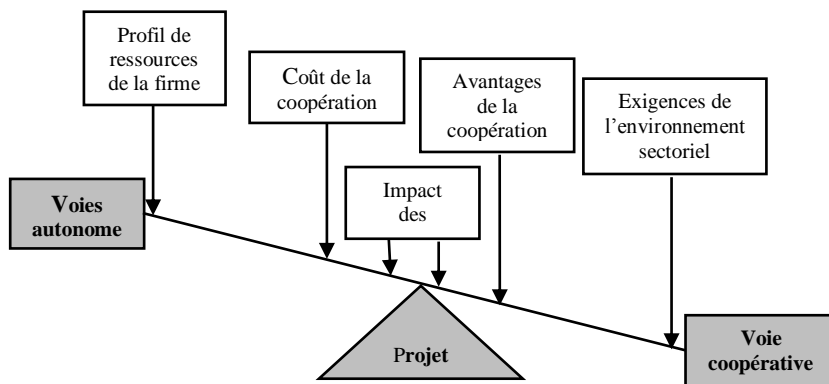 Profil de
ressources
de la firme
Coût de la
coopération
Avantages
de la
coopération
Exigences de
l'environnement
sectoriel
Impact
des
Voies
autonome
Projet
Voie
coopérative